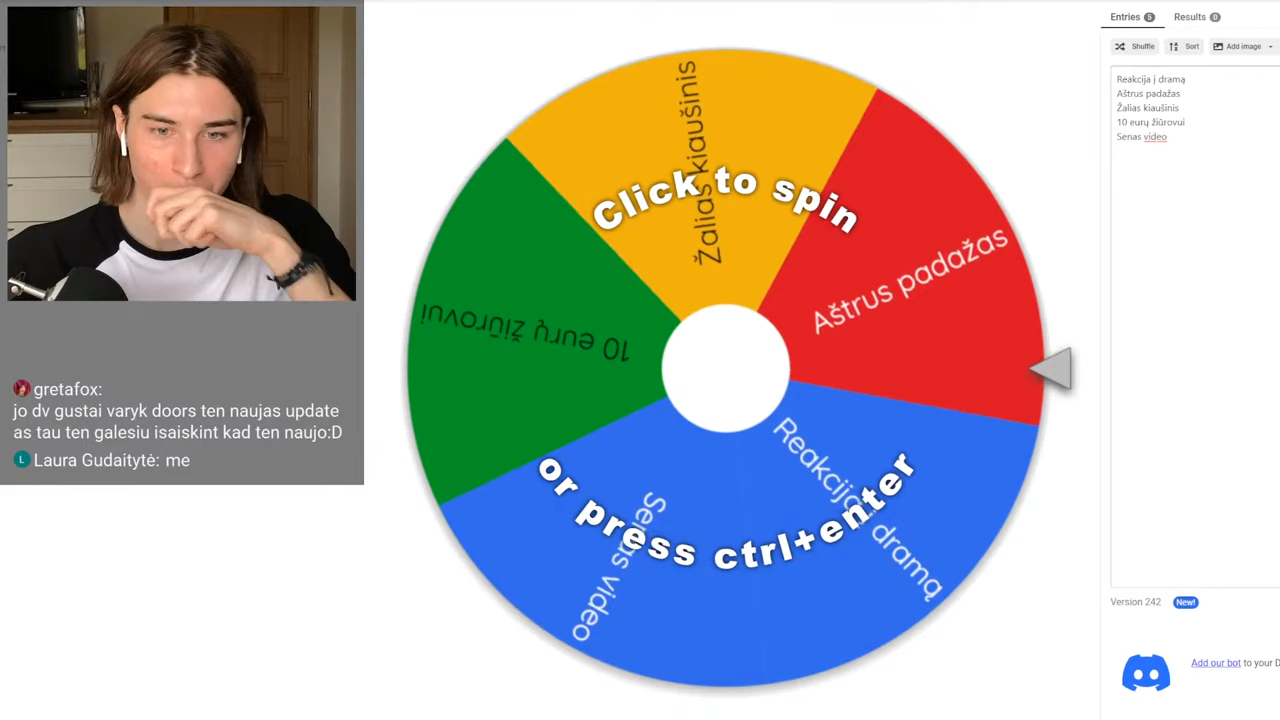 Entries 5
Results 0
Shuffle
Sort
Add image
Reakcija į dramą
Aštrus padažas
Žalias kiaušinis
10 eurų žiūrovui
Senas video
Click to spin
or press ctrl+enter
Žalias kiaušinis
Aštrus padažas
Reakcija į dramą
Senas video
10 eurų žiūrovui
gretafox:
jo dv gustai varyk doors ten naujas update
as tau ten galesiu isaiskint kad ten naujo:D
L Laura Gudaitytė: me
Version 242 New!
Add our bot to your D